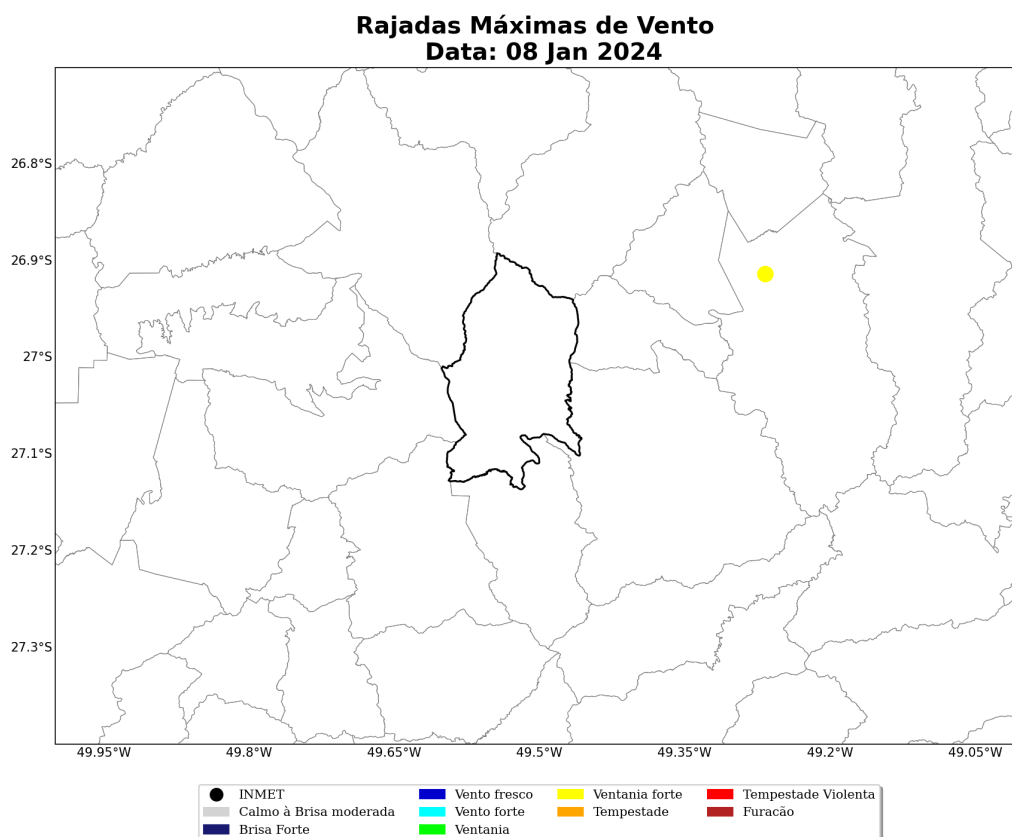 Rajadas Máximas de Vento
Data: 08 Jan 2024
26.8°S
26.9°S
27°S
27.1°S
27.2°S
27.3°S
49.95°W
49.8°W
49.65°W
49.5°W
49.35°W
49.2°W
49.05°W
INMET
Calmo à Brisa moderada
Brisa Forte
Vento fresco
Vento forte
Ventania
Ventania forte
Tempestade
Tempestade Violenta
Furacão